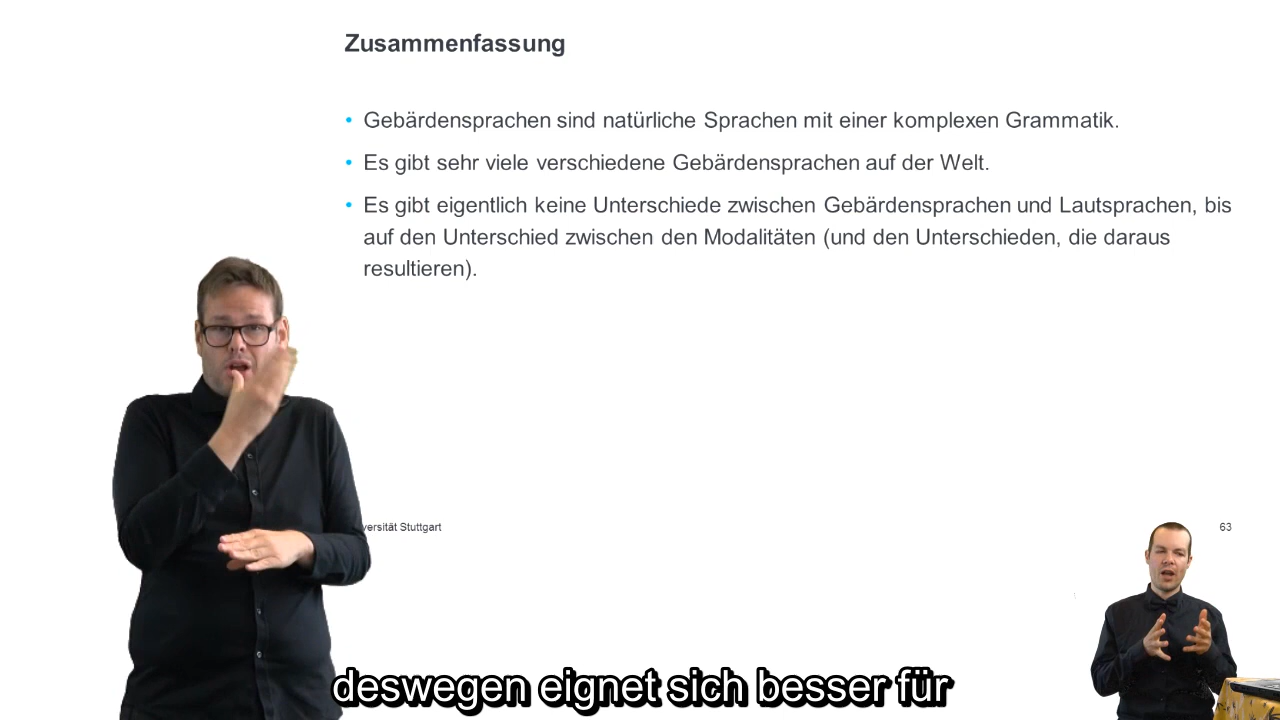 Zusammenfassung
• Gebärdensprachen sind natürliche Sprachen mit einer komplexen Grammatik.
• Es gibt sehr viele verschiedene Gebärdensprachen auf der Welt.
• Es gibt eigentlich keine Unterschiede zwischen Gebärdensprachen und Lautsprachen, bis
auf den Unterschied zwischen den Modalitäten (und den Unterschieden, die daraus
resultieren).
versität Stuttgart
63
deswegen eignet sich besser für